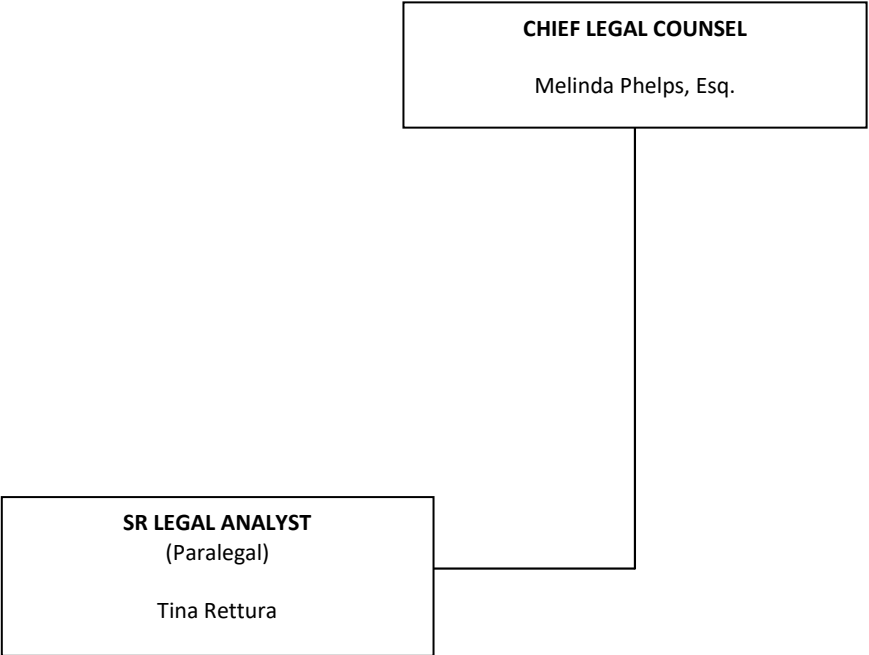 CHIEF LEGAL COUNSEL
Melinda Phelps, Esq.
SR LEGAL ANALYST
(Paralegal)
Tina Rettura